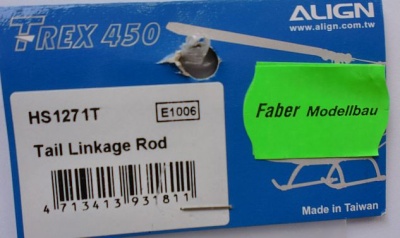 TREX 450
ALIGN
www.align.com.tw
HS1271T
E1006
Tail Linkage Rod
4 713413 931811
Faber Modellbau
Made in Taiwan